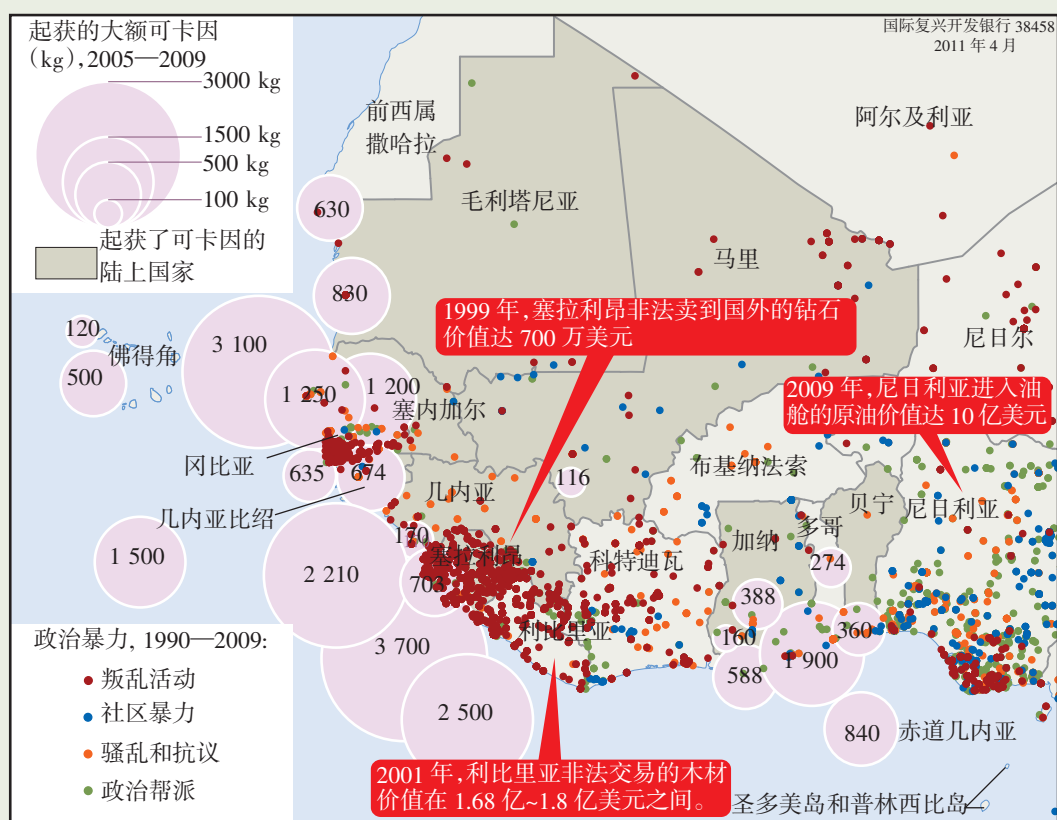 起获的大额可卡因
(kg), 2005—2009
3000 kg
1500 kg
500 kg
100 kg
起获了可卡因的
陆上国家
国际复兴开发银行 38458
2011 年 4 月
前西属
撒哈拉
阿尔及利亚
毛利塔尼亚
马里
尼日尔
630
830
1999 年，塞拉利昂非法卖到国外的钻石
价值达 700 万美元
120
佛得角
500
3 100
1 250
1 200
塞内加尔
2009 年，尼日利亚进入油
舱的原油价值达 10 亿美元
冈比亚
635
674
几内亚比绍
几内亚
116
布基纳法索
贝宁
尼日利亚
1 500
2 210
170
塞拉利昂
703
科特迪瓦
加纳
多哥
274
388
利比里亚
160
360
3 700
588
1 900
2 500
840
赤道几内亚
政治暴力, 1990—2009:
叛乱活动
社区暴力
骚乱和抗议
政治帮派
2001 年，利比里亚非法交易的木材
价值在 1.68 亿~1.8 亿美元之间。
圣多美岛和普林西比岛